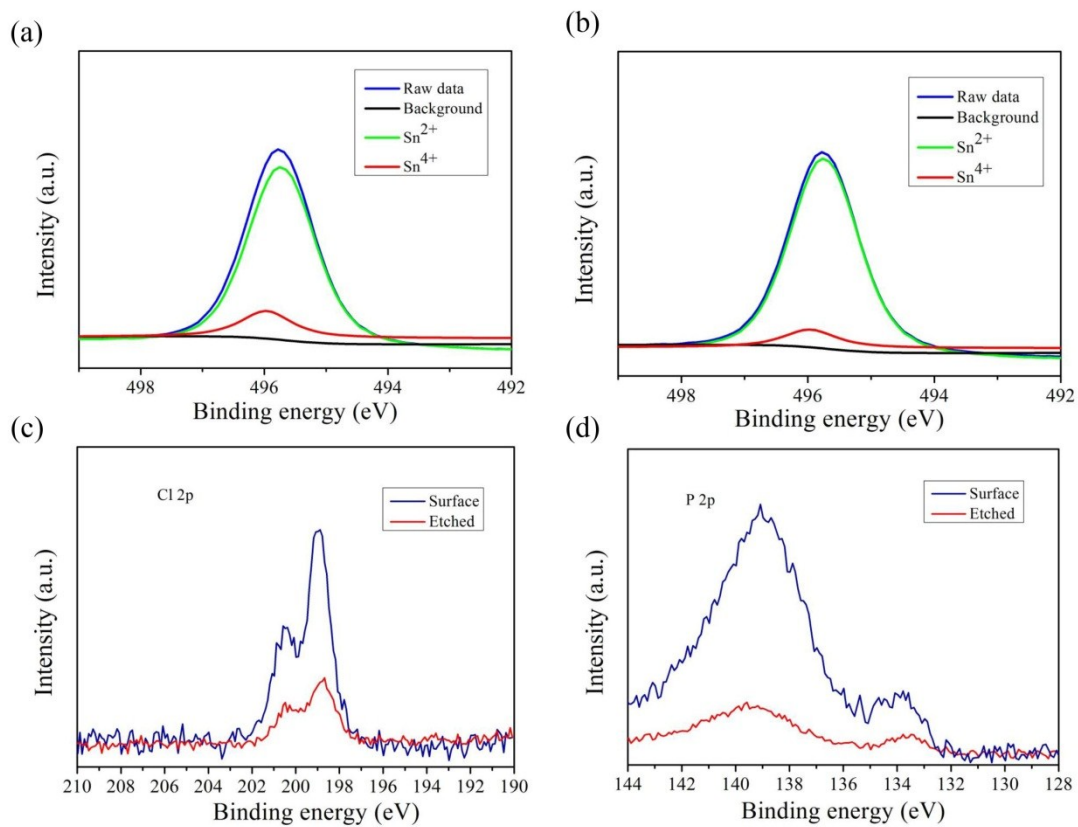 (a)
Raw data
Background
Sn2+
Sn4+
Intensity (a.u.)
498 496 494 492
Binding energy (eV)
(b)
Raw data
Background
Sn2+
Sn4+
Intensity (a.u.)
498 496 494 492
Binding energy (eV)
(c)
Cl 2p
Surface
Etched
Intensity (a.u.)
210 208 206 204 202 200 198 196 194 192 190
Binding energy (eV)
(d)
P 2p
Surface
Etched
Intensity (a.u.)
144 142 140 138 136 134 132 130 128
Binding energy (eV)